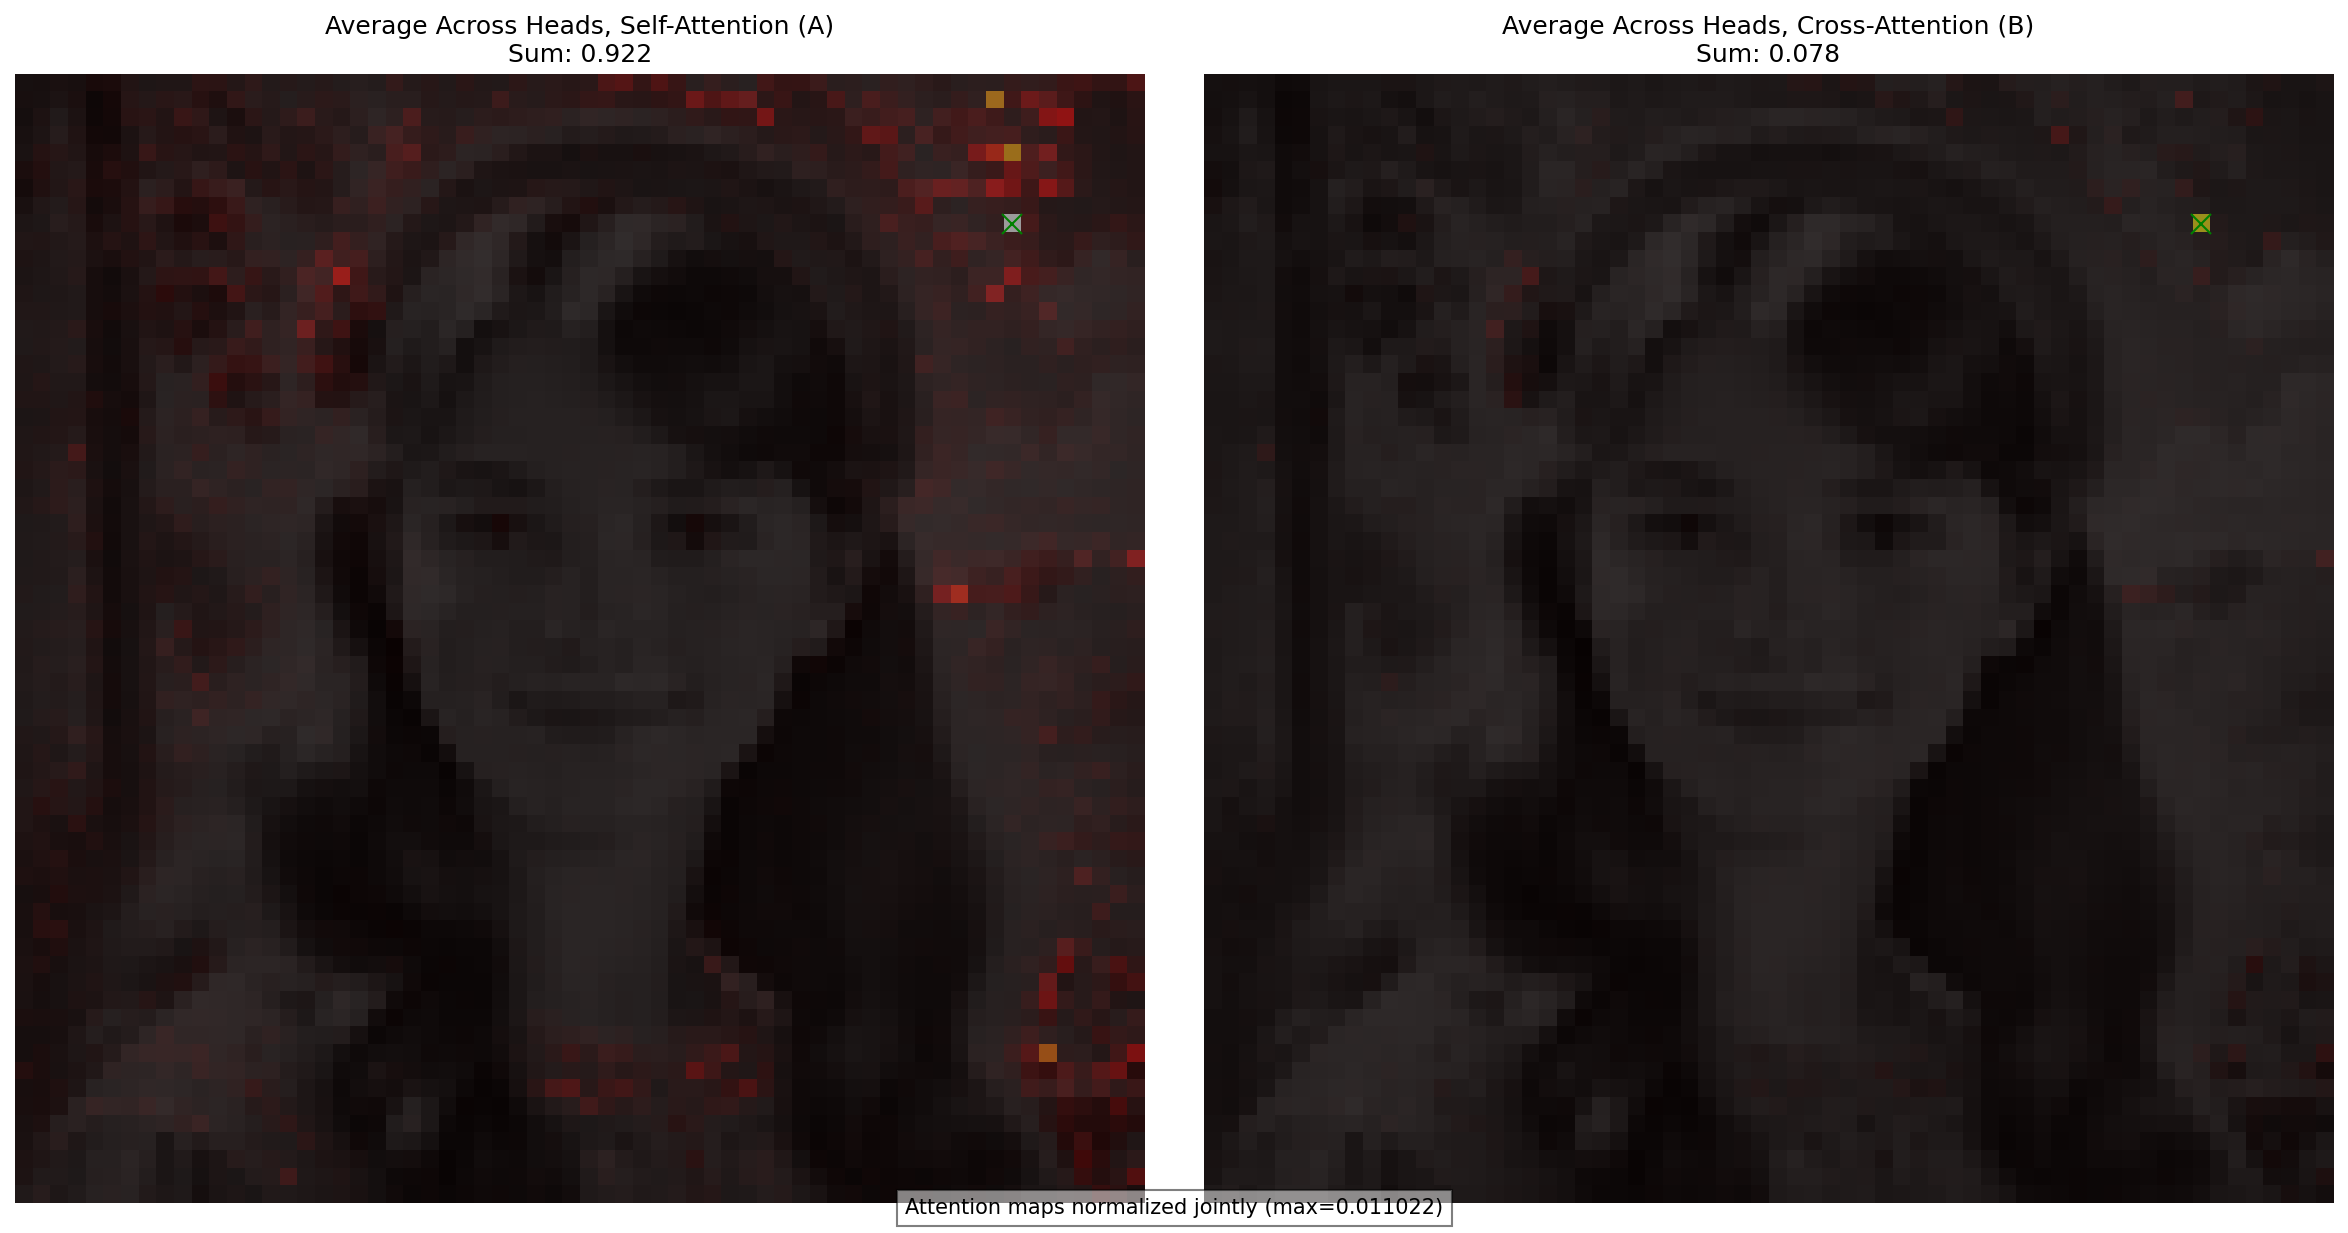 Average Across Heads, Self-Attention (A)
Sum: 0.922
Average Across Heads, Cross-Attention (B)
Sum: 0.078
Attention maps normalized jointly (max=0.011022)